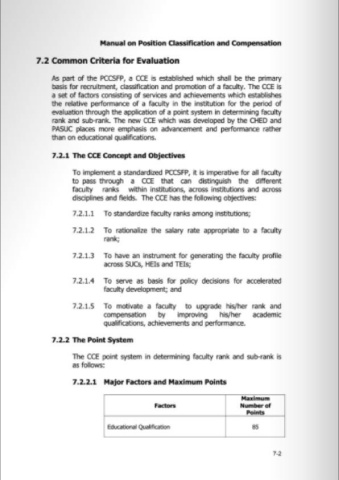 Manual on Position Classification and Compensation
7.2 Common Criteria for Evaluation
As part of the PCCSFP, a CCE is established which shall be the primary
basis for recruitment, classification and promotion of a faculty. The CCE is
a set of factors consisting of services and achievements which establishes
the relative performance of a faculty in the institution for the period of
evaluation through the application of a point system in determining faculty
rank and sub-rank. The new CCE which was developed by the CHED and
PASUC places more emphasis on advancement and performance rather
than on educational qualifications.
7.2.1 The CCE Concept and Objectives
To implement a standardized PCCSFP, it is imperative for all faculty
to pass through a CCE that can distinguish the different
faculty ranks within institutions, across institutions and across
disciplines and fields. The CCE has the following objectives:
7.2.1.1 To standardize faculty ranks among institutions;
7.2.1.2 To rationalize the salary rate appropriate to a faculty
rank;
7.2.1.3 To have an instrument for generating the faculty profile
across SUCs, HEIs and TEIs;
7.2.1.4 To serve as basis for policy decisions for accelerated
faculty development; and
7.2.1.5 To motivate a faculty to upgrade his/her rank and
compensation by improving his/her academic
qualifications, achievements and performance.
7.2.2 The Point System
The CCE point system in determining faculty rank and sub-rank is
as follows:
7.2.2.1 Major Factors and Maximum Points
Factors Maximum
Number of
Points
Educational Qualification 85
7-2